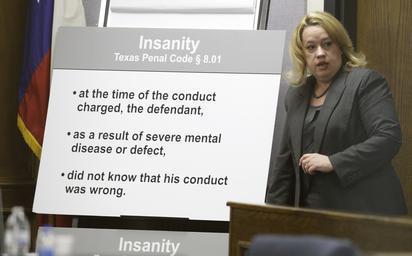 Insanity
Texas Penal Code § 8.01
• at the time of the conduct
charged, the defendant,
• as a result of severe mental
disease or defect,
• did not know that his conduct
was wrong.
Insanity